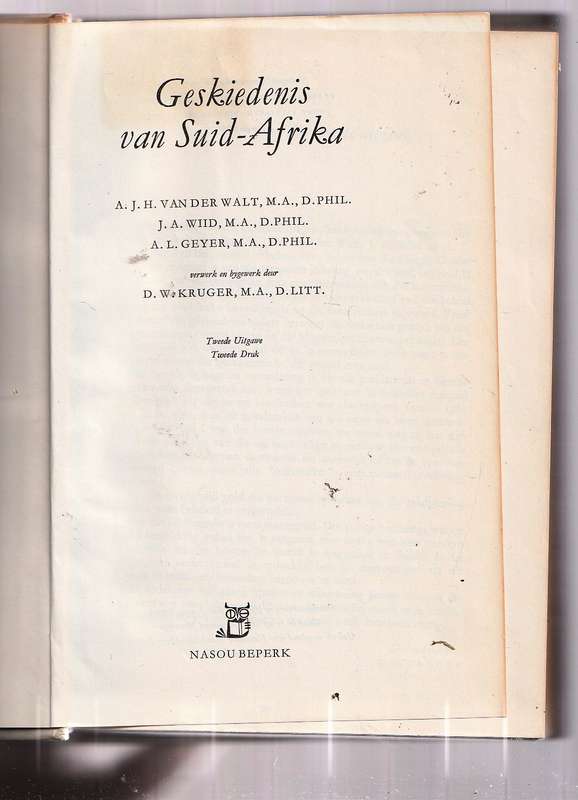 Geskiedenis
van Suid-Afrika
A. J. H. VAN DER WALT, M.A., D.PHIL.
J. A. WIID, M.A., D.PHIL.
A. L. GEYER, M.A., D.PHIL.
verwerk en bygewerk deur
D. W. KRUGER, M.A., D.LITT.
Tweede Uitgawe
Tweede Druk
NASOU BEPERK